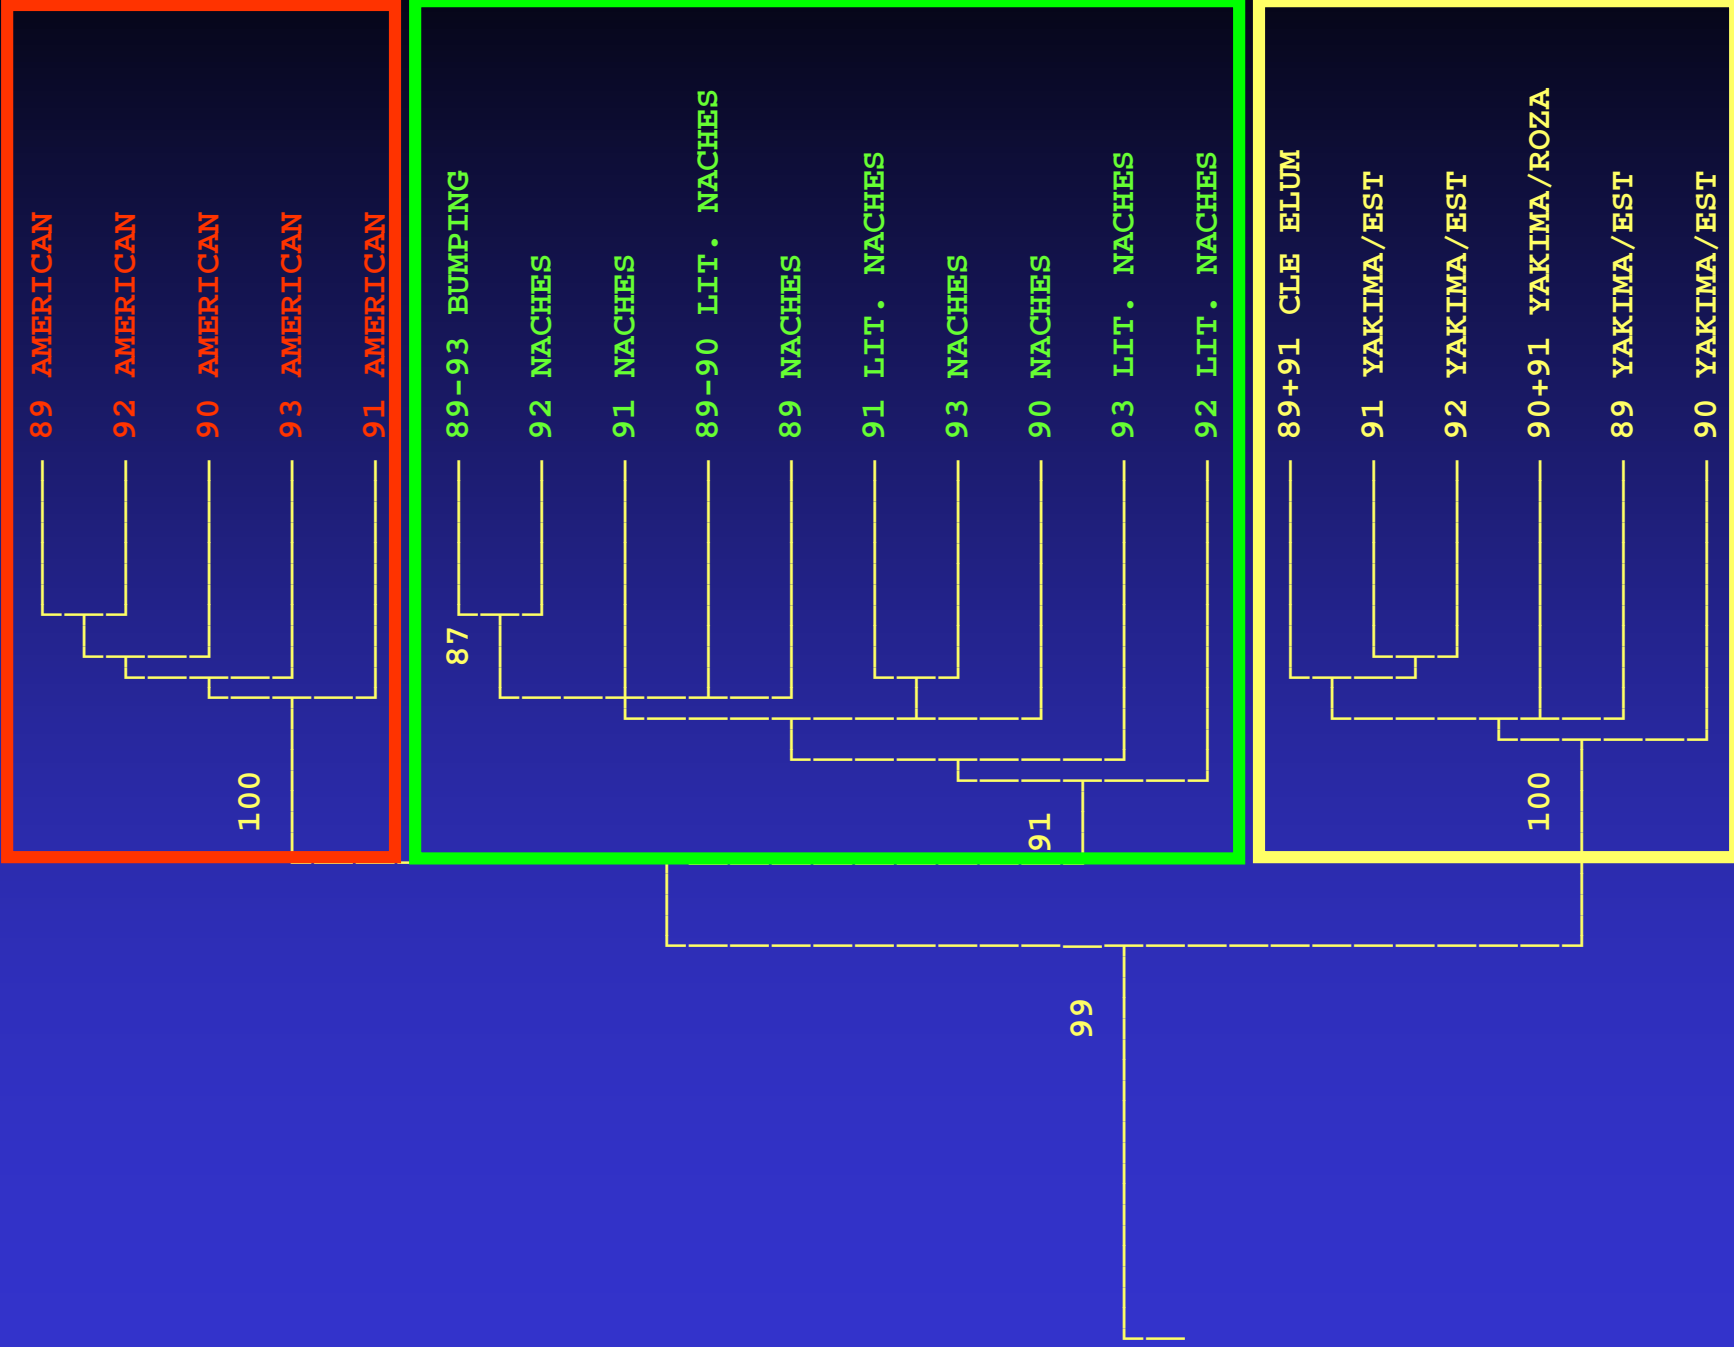 89 AMERICAN
92 AMERICAN
90 AMERICAN
93 AMERICAN
91 AMERICAN
89-93 BUMPING
92 NACHES
91 NACHES
89-90 LIT. NACHES
89 NACHES
91 LIT. NACHES
93 NACHES
90 NACHES
93 LIT. NACHES
92 LIT. NACHES
89+91 CLE ELUM
91 YAKIMA/EST
92 YAKIMA/EST
90+91 YAKIMA/ROZA
89 YAKIMA/EST
90 YAKIMA/EST
87
100
91
100
99